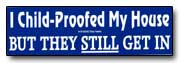 I Child-Proofed My House
BUT THEY STILL GET IN